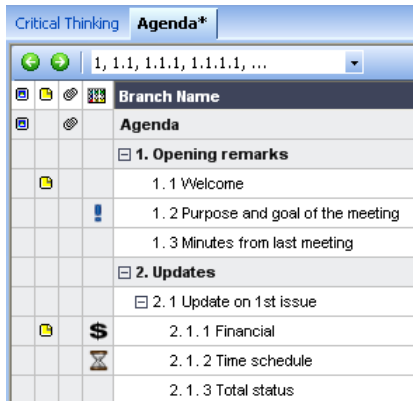 Critical Thinking Agenda*
1, 1.1, 1.1.1, 1.1.1.1, ...
Branch Name
Agenda
1. Opening remarks
1. 1 Welcome
1. 2 Purpose and goal of the meeting
1. 3 Minutes from last meeting
2. Updates
2. 1 Update on 1st issue
$ 2. 1. 1 Financial
2. 1. 2 Time schedule
2. 1. 3 Total status